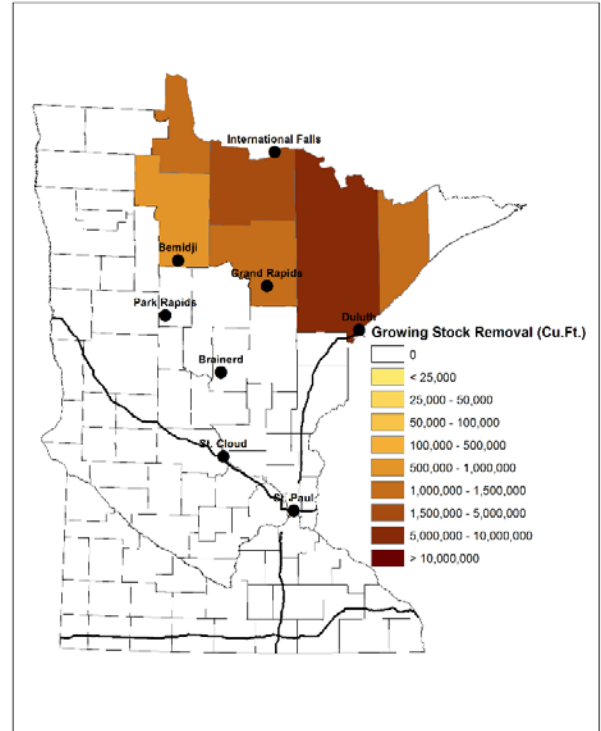 International Falls
Bemidji
Grand Rapids
Park Rapids
Duluth
Growing Stock Removal (Cu.Ft.)
0
< 25,000
25,000 - 50,000
50,000 - 100,000
100,000 - 500,000
500,000 - 1,000,000
1,000,000 - 1,500,000
1,500,000 - 5,000,000
5,000,000 - 10,000,000
> 10,000,000
Brainerd
St. Cloud
St. Paul